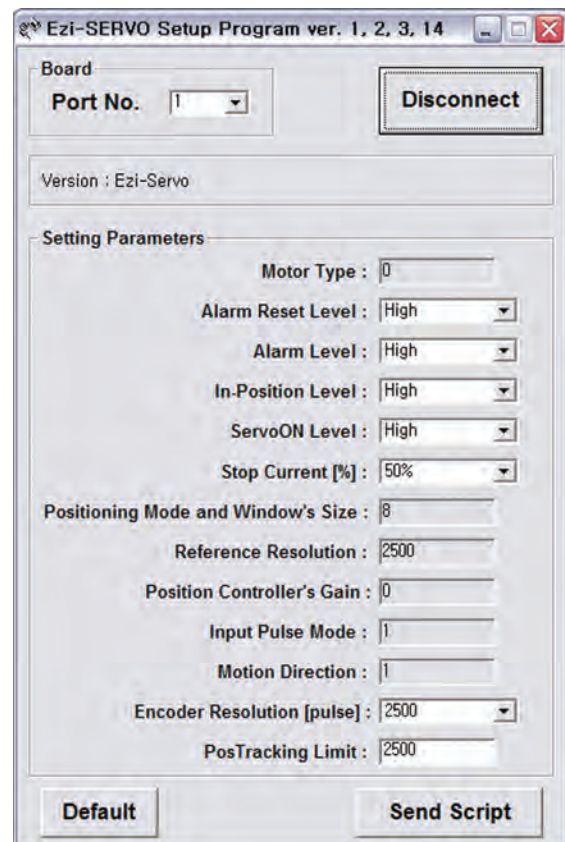 Ezi-SERVO Setup Program ver. 1, 2, 3, 14
Board
Port No. 1
Disconnect
Version : Ezi-Servo
Setting Parameters
Motor Type : 0
Alarm Reset Level : High
Alarm Level : High
In-Position Level : High
ServoON Level : High
Stop Current [%] : 50%
Positioning Mode and Window's Size : 8
Reference Resolution : 2500
Position Controller's Gain : 0
Input Pulse Mode : 1
Motion Direction : 1
Encoder Resolution [pulse] : 2500
PosTracking Limit : 2500
Default
Send Script